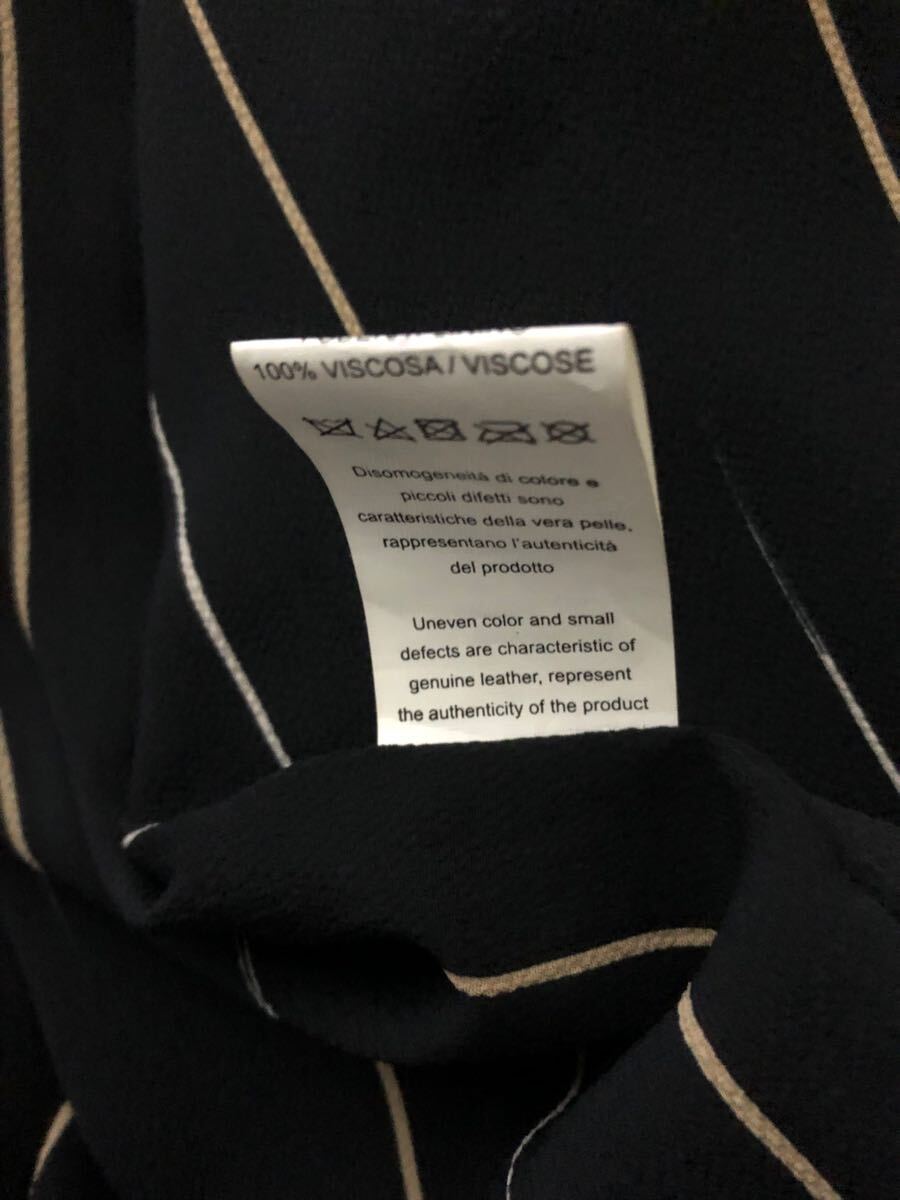 100% VISCOSA / VISCOSE
Disomogeneità di colore e
piccoli difetti sono
caratteristiche della vera pelle,
rappresentano l'autenticità
del prodotto
Uneven color and small
defects are characteristic of
genuine leather, represent
the authenticity of the product